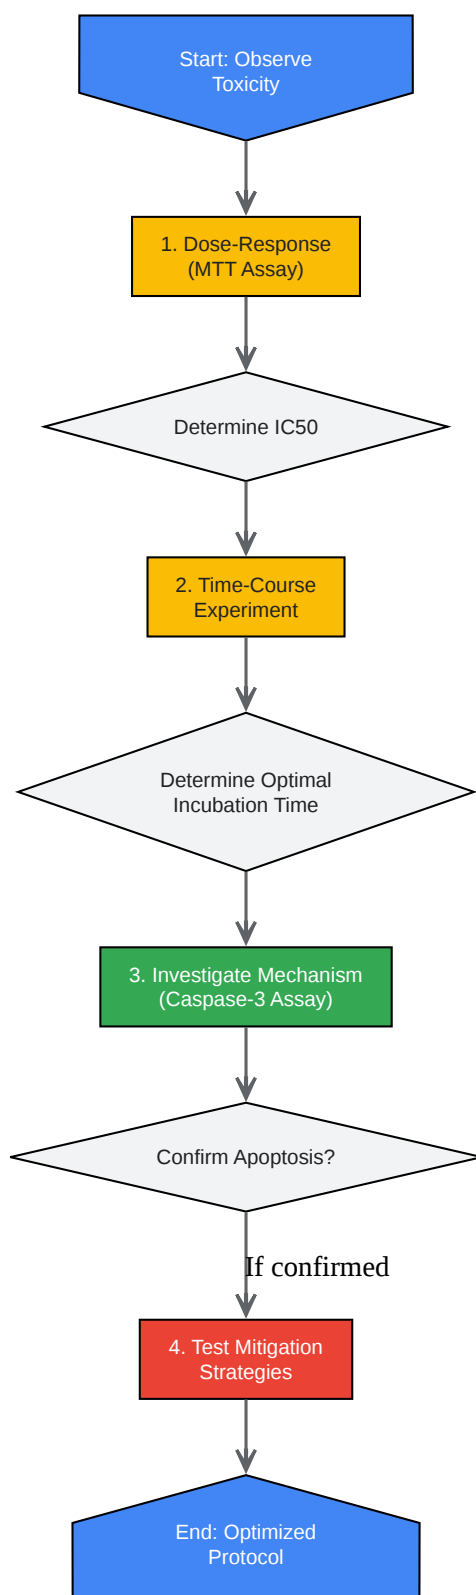 Start: Observe
Toxicity
1. Dose-Response
(MTT Assay)
Determine IC50
2. Time-Course
Experiment
Determine Optimal
Incubation Time
3. Investigate Mechanism
(Caspase-3 Assay)
Confirm Apoptosis?
If confirmed
4. Test Mitigation
Strategies
End: Optimized
Protocol